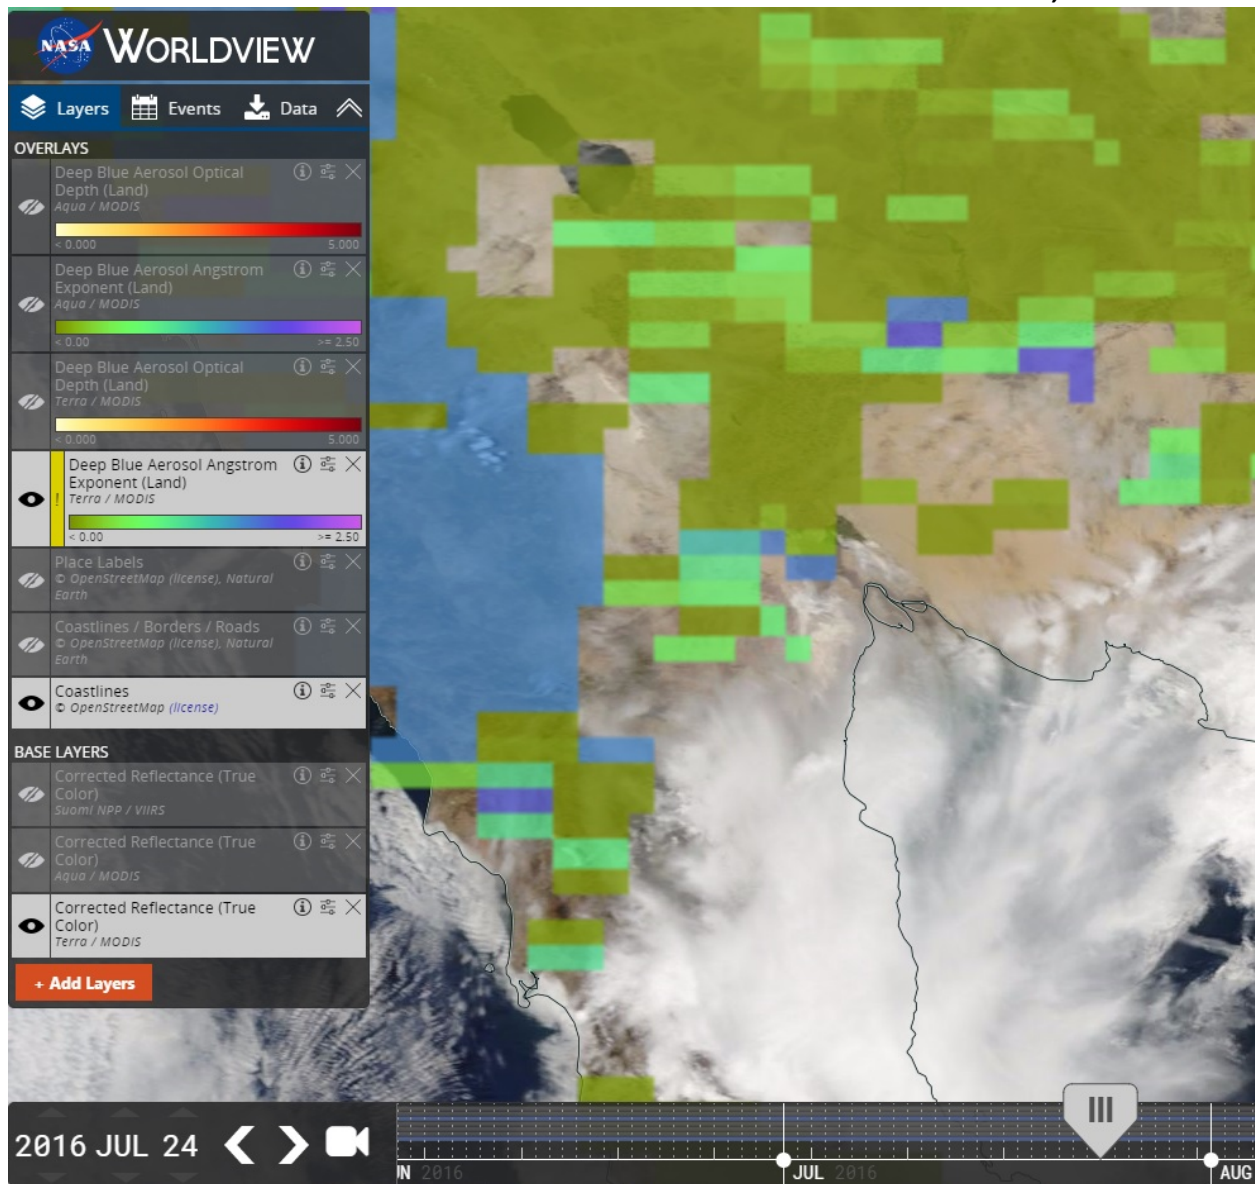 NASA WORLDVIEW
Layers Events Data
OVERLAYS
Deep Blue Aerosol Optical
Depth (Land)
Aqua / MODIS
< 0.000 5.000
Deep Blue Aerosol Angstrom
Exponent (Land)
Aqua / MODIS
< 0.00 >= 2.50
Deep Blue Aerosol Optical
Depth (Land)
Terra / MODIS
< 0.000 5.000
Deep Blue Aerosol Angstrom
Exponent (Land)
Terra / MODIS
< 0.00 >= 2.50
Place Labels
© OpenStreetMap (license), Natural
Earth
Coastlines / Borders / Roads
© OpenStreetMap (license), Natural
Earth
Coastlines
© OpenStreetMap (license)
BASE LAYERS
Corrected Reflectance (True
Color)
Suomi NPP / VIIRS
Corrected Reflectance (True
Color)
Aqua / MODIS
Corrected Reflectance (True
Color)
Terra / MODIS
+ Add Layers
2016 JUL 24
UN 2016 JUL 2016 AUG